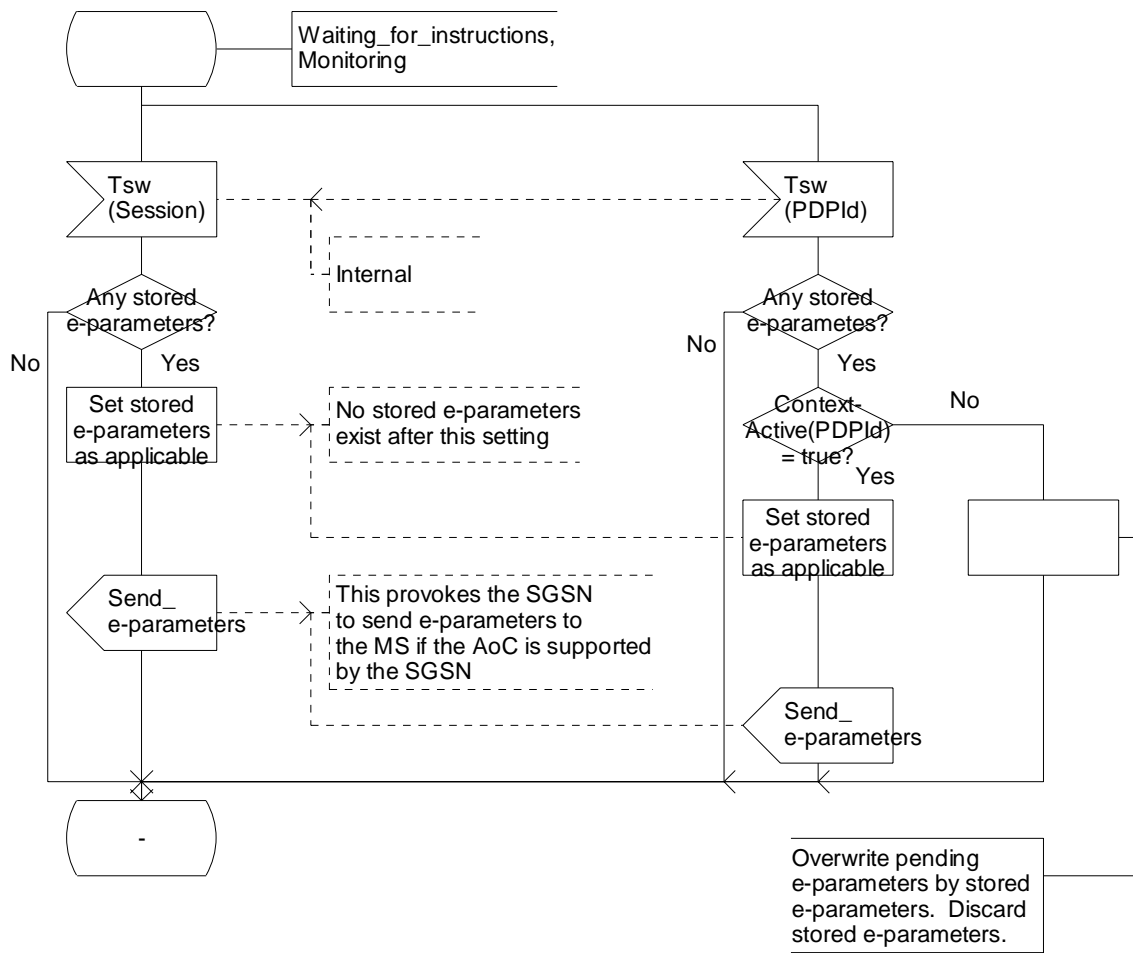 Waiting_for_instructions,
Monitoring
Tsw
(Session)
Tsw
(PDPId)
Internal
Any stored
e-parameters?
Any stored
e-parametes?
No
Yes
No
Yes
Set stored
e-parameters
as applicable
No stored e-parameters
exist after this setting
Context-
Active(PDPId)
= true?
No
Yes
Set stored
e-parameters
as applicable
Send_
e-parameters
This provokes the SGSN
to send e-parameters to
the MS if the AoC is supported
by the SGSN
Send_
e-parameters
-
Overwrite pending
e-parameters by stored
e-parameters.  Discard
stored e-parameters.